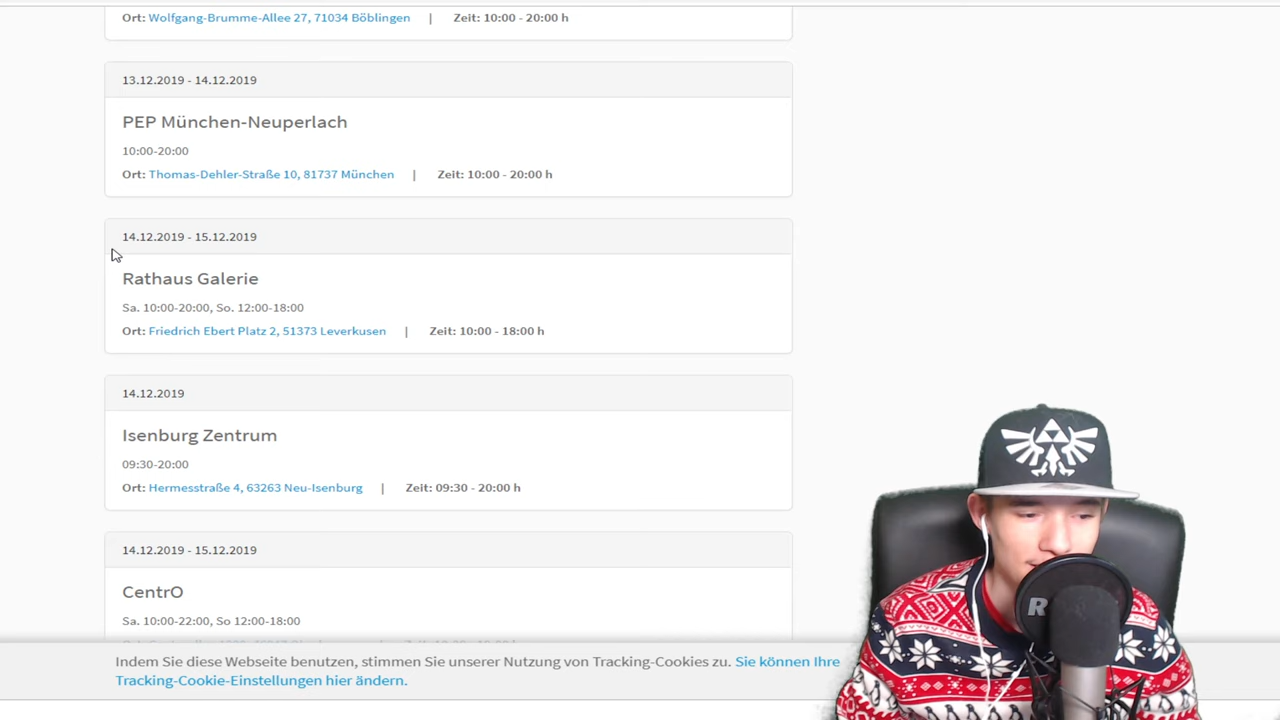 Ort: Wolfgang-Brumme-Allee 27, 71034 Böblingen | Zeit: 10:00 - 20:00 h
13.12.2019 - 14.12.2019
PEP München-Neuperlach
10:00-20:00
Ort: Thomas-Dehler-Straße 10, 81737 München | Zeit: 10:00 - 20:00 h
14.12.2019 - 15.12.2019
Rathaus Galerie
Sa. 10:00-20:00, So. 12:00-18:00
Ort: Friedrich Ebert Platz 2, 51373 Leverkusen | Zeit: 10:00 - 18:00 h
14.12.2019
Isenburg Zentrum
09:30-20:00
Ort: Hermesstraße 4, 63263 Neu-Isenburg | Zeit: 09:30 - 20:00 h
14.12.2019 - 15.12.2019
CentrO
Sa. 10:00-22:00, So 12:00-18:00
Indem Sie diese Webseite benutzen, stimmen Sie unserer Nutzung von Tracking-Cookies zu. Sie können Ihre
Tracking-Cookie-Einstellungen hier ändern.
R